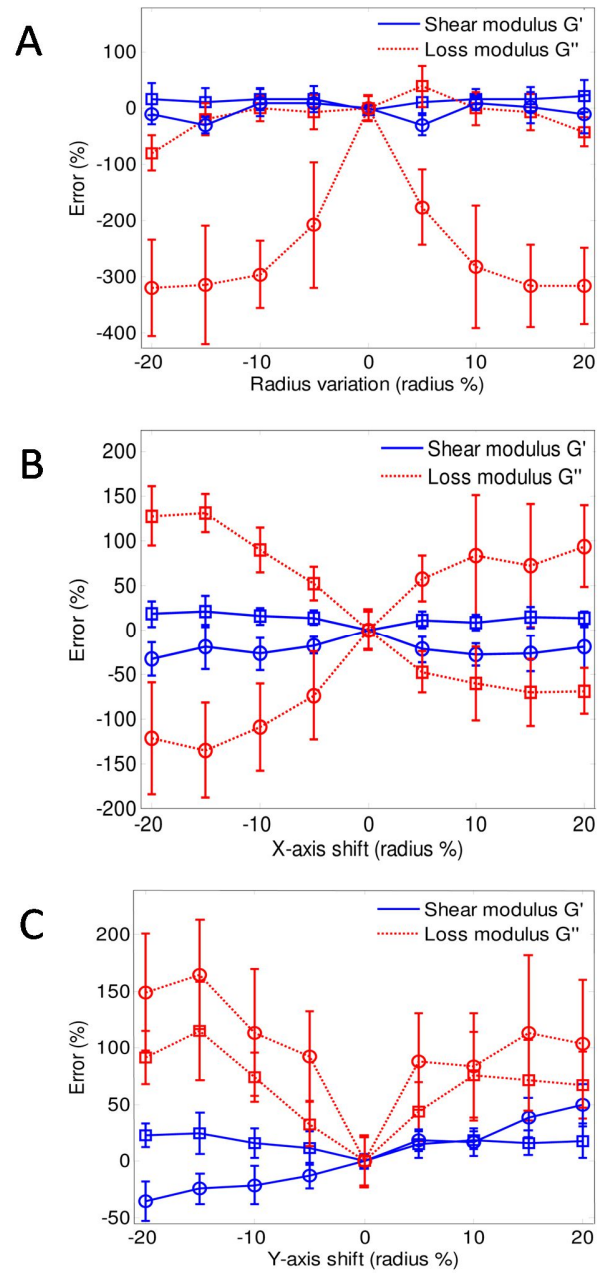 A
Shear modulus G'
Loss modulus G''
100
0
-100
-200
-300
-400
Error (%)
-20 -10 0 10 20
Radius variation (radius %)
B
Shear modulus G'
Loss modulus G''
200
150
100
50
0
-50
-100
-150
-200
Error (%)
-20 -10 0 10 20
X-axis shift (radius %)
C
Shear modulus G'
Loss modulus G''
200
150
100
50
0
-50
Error (%)
-20 -10 0 10 20
Y-axis shift (radius %)